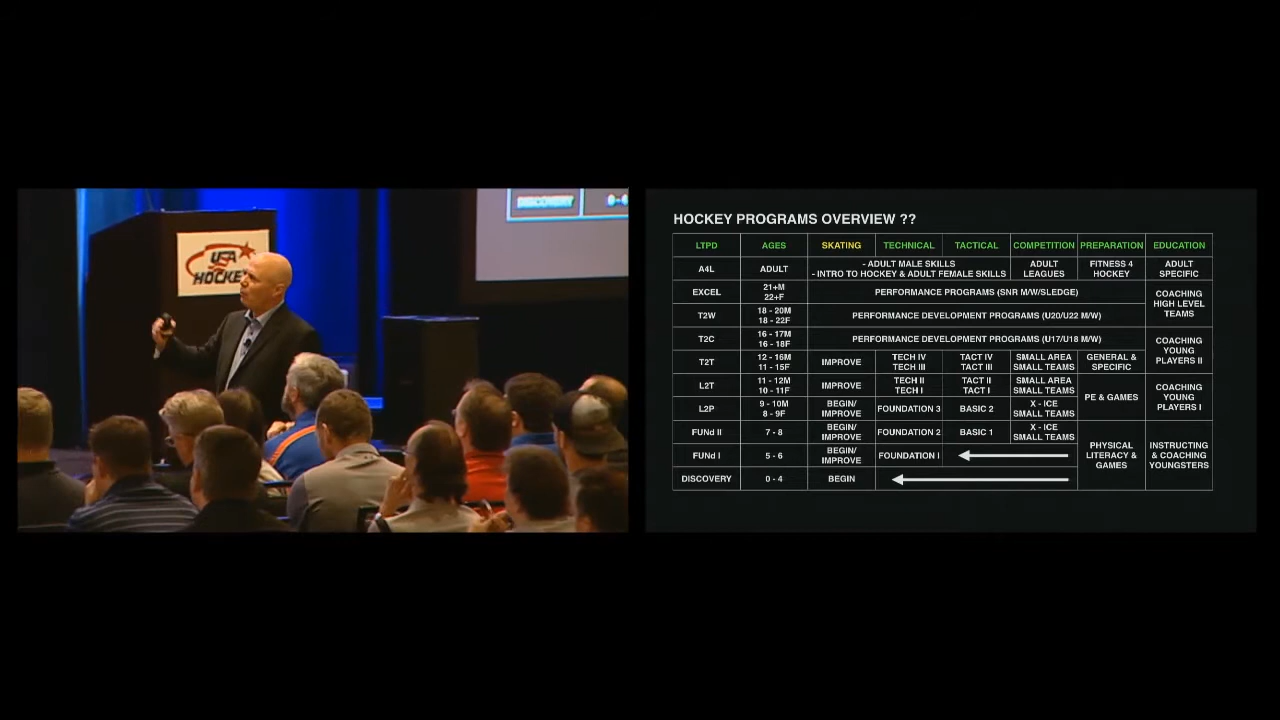 DISCOVERY
0-6
USA
HOCKEY
HOCKEY PROGRAMS OVERVIEW ??
LTPD AGES SKATING TECHNICAL TACTICAL COMPETITION PREPARATION EDUCATION
A4L
ADULT
- ADULT MALE SKILLS
- INTRO TO HOCKEY & ADULT FEMALE SKILLS
ADULT
LEAGUES
FITNESS 4
HOCKEY
ADULT
SPECIFIC
EXCEL
21+M
22+F
PERFORMANCE PROGRAMS (SNR M/W/SLEDGE)
COACHING
HIGH LEVEL
TEAMS
T2W
18 - 20M
18 - 22F
PERFORMANCE DEVELOPMENT PROGRAMS (U20/U22 M/W)
T2C
16 - 17M
16 - 18F
PERFORMANCE DEVELOPMENT PROGRAMS (U17/U18 M/W)
COACHING
YOUNG
PLAYERS II
T2T
12 - 16M
11 - 15F
IMPROVE
TECH IV
TECH III
TACT IV
TACT III
SMALL AREA
SMALL TEAMS
GENERAL &
SPECIFIC
L2T
11 - 12M
10 - 11F
IMPROVE
TECH II
TECH I
TACT II
TACT I
SMALL AREA
SMALL TEAMS
PE & GAMES
COACHING
YOUNG
PLAYERS I
L2P
9 - 10M
8 - 9F
BEGIN/
IMPROVE
FOUNDATION 3
BASIC 2
X - ICE
SMALL TEAMS
FUNd II
7 - 8
BEGIN/
IMPROVE
FOUNDATION 2
BASIC 1
X - ICE
SMALL TEAMS
PHYSICAL
LITERACY &
GAMES
INSTRUCTING
& COACHING
YOUNGSTERS
FUNd I
5 - 6
BEGIN/
IMPROVE
FOUNDATION I
DISCOVERY
0 - 4
BEGIN